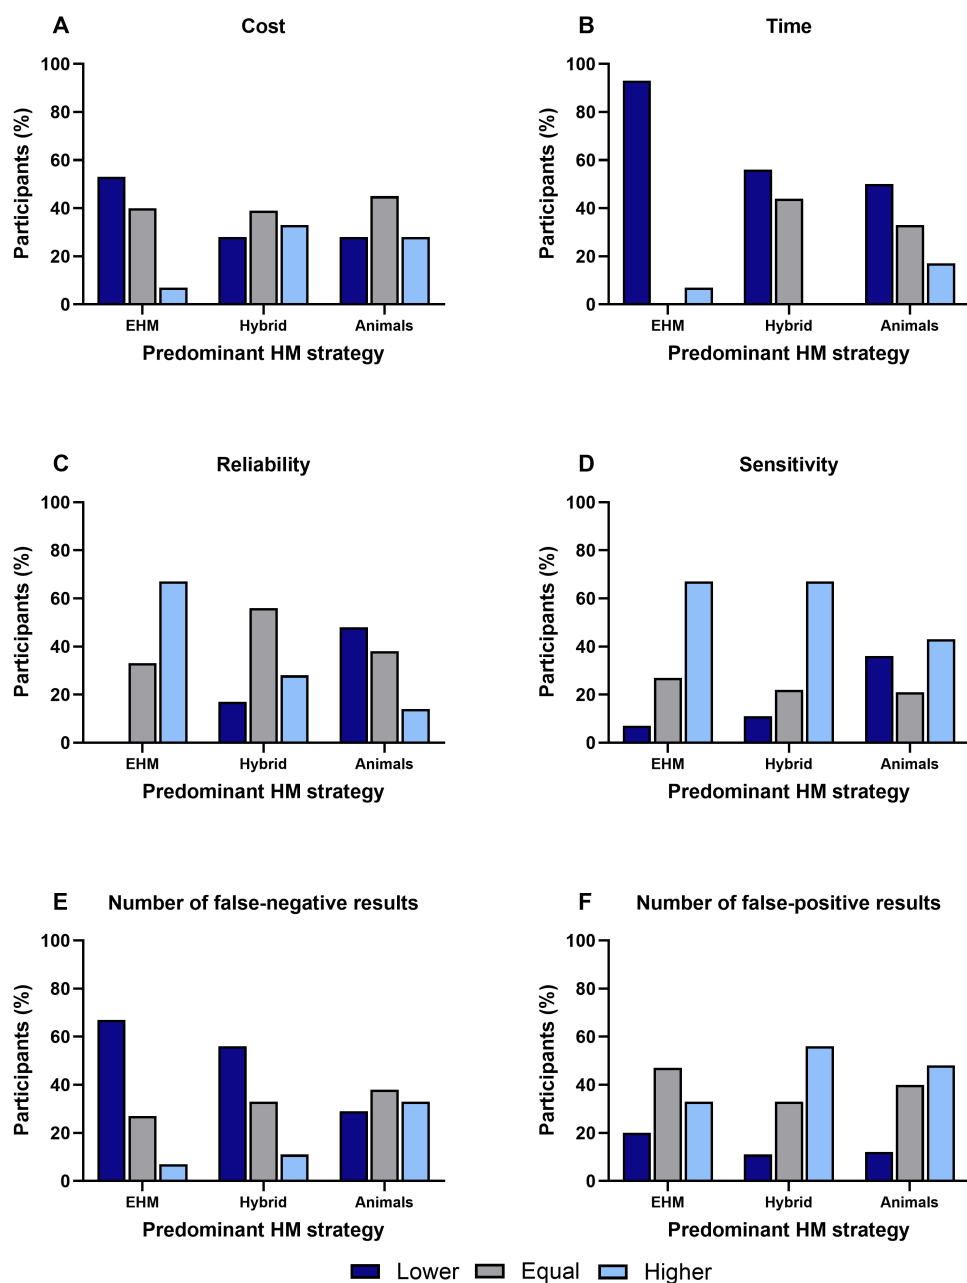 A Cost
Participants (%)
100
80
60
40
20
0
EHM Hybrid Animals
Predominant HM strategy
B Time
Participants (%)
100
80
60
40
20
0
EHM Hybrid Animals
Predominant HM strategy
C Reliability
Participants (%)
100
80
60
40
20
0
EHM Hybrid Animals
Predominant HM strategy
D Sensitivity
Participants (%)
100
80
60
40
20
0
EHM Hybrid Animals
Predominant HM strategy
E Number of false-negative results
Participants (%)
100
80
60
40
20
0
EHM Hybrid Animals
Predominant HM strategy
F Number of false-positive results
Participants (%)
100
80
60
40
20
0
EHM Hybrid Animals
Predominant HM strategy
Lower Equal Higher